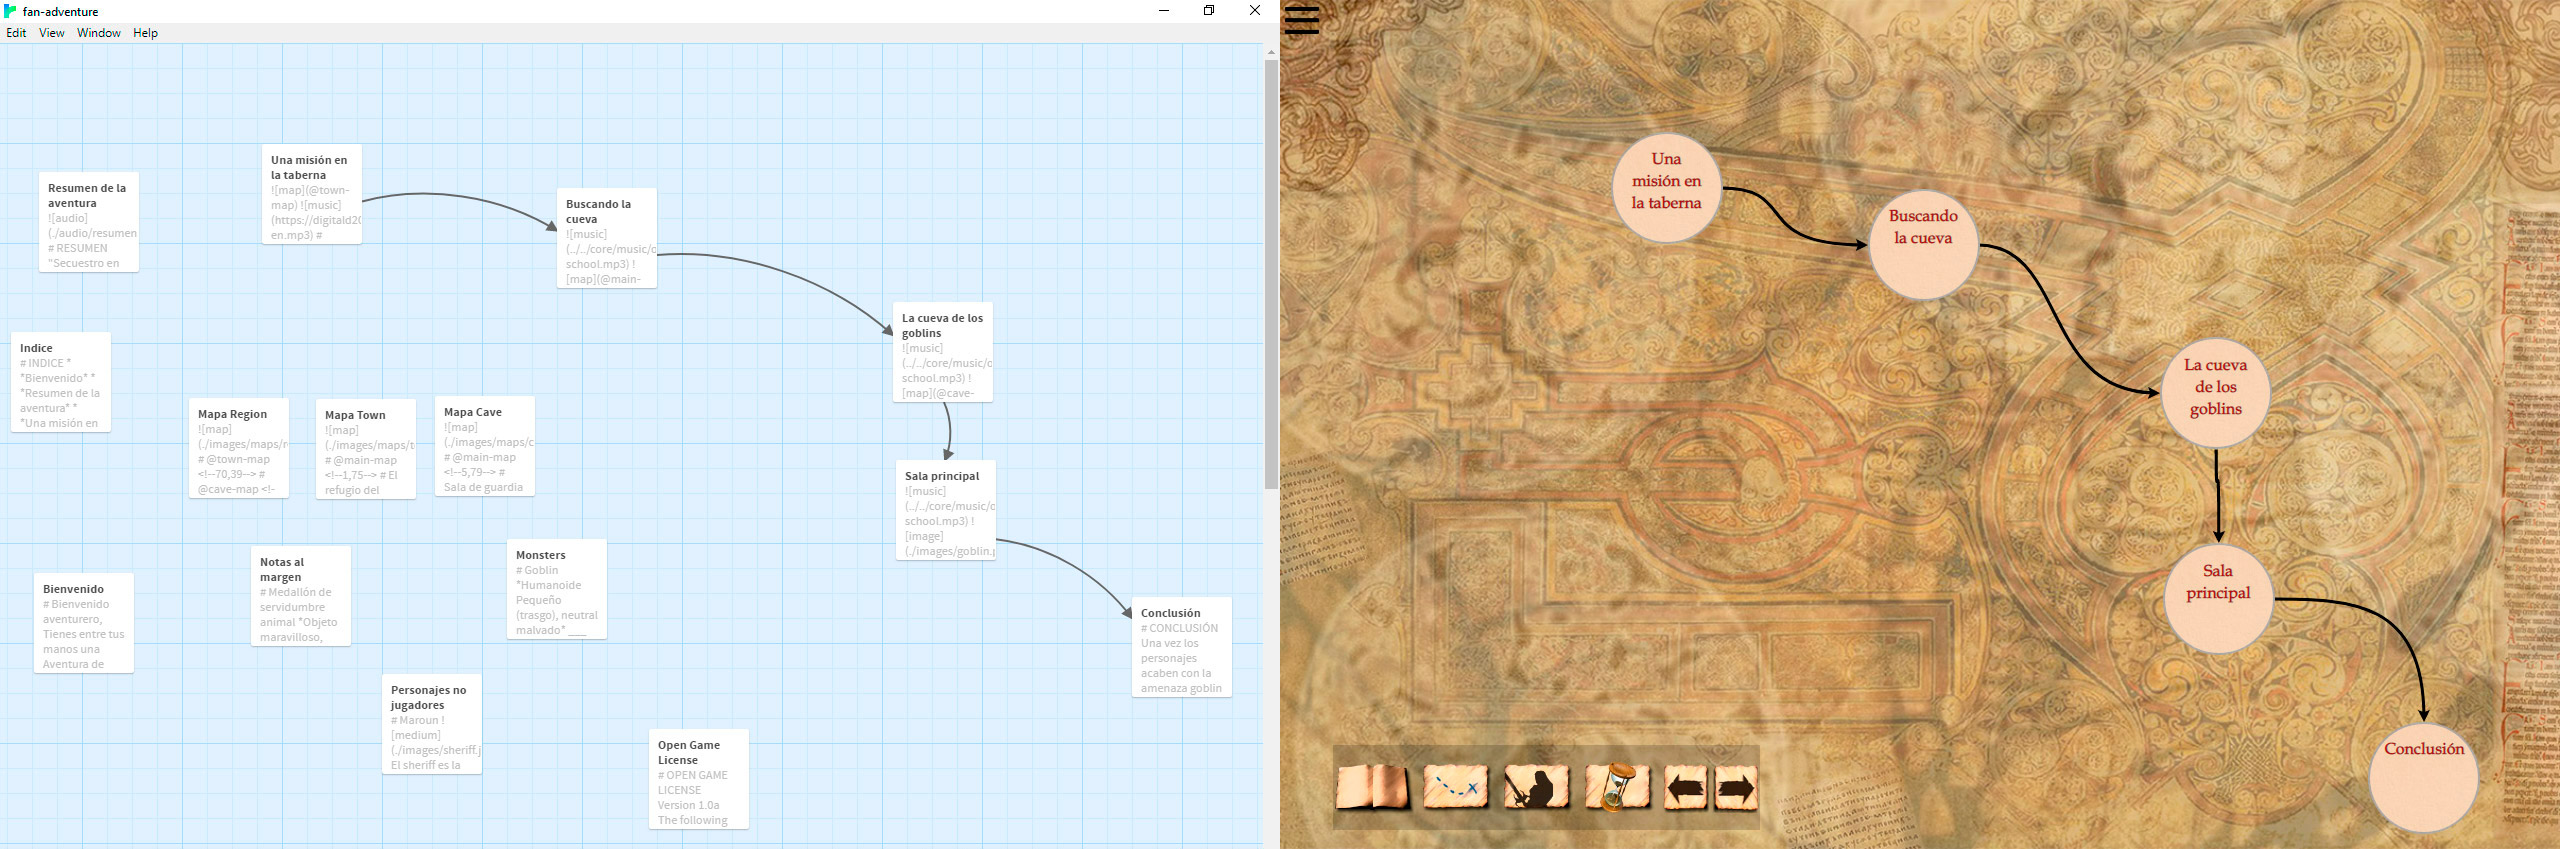 fan-adventure
Edit View Window Help
Una misión en
la taberna
![map](@town-
map) ![music]
(https://digitald20
en.mp3) #
Resumen de la
aventura
![audio]
(./audio/resumen
# RESUMEN
"Secuestro en
Buscando la
cueva
![music]
(../../core/music/o
school.mp3) !
[map](@main-
La cueva de los
goblins
![music]
(../../core/music/o
school.mp3) !
[map](@cave-
Indice
# INDICE *
*Bienvenido* *
*Resumen de la
aventura* *
*Una misión en
Mapa Region
![map]
(./images/maps/r
# @town-map
<!--70,39--> #
@cave-map <!-
Mapa Town
![map]
(./images/maps/t
# @main-map
<!--1,75--> # El
refugio del
Mapa Cave
![map]
(./images/maps/c
# @main-map
<!--5,79--> #
Sala de guardia
Sala principal
![music]
(../../core/music/o
school.mp3) !
[image]
(./images/goblin.
Bienvenido
# Bienvenido
aventurero,
Tienes entre tus
manos una
Aventura de
Notas al
margen
# Medallón de
servidumbre
animal *Objeto
maravilloso,
Monsters
# Goblin
*Humanoide
Pequeño
(trasgo), neutral
malvado* ___
Conclusión
# CONCLUSIÓN
Una vez los
personajes
acaben con la
amenaza goblin
Personajes no
jugadores
# Maroun !
[medium]
(./images/sheriff.j
El sheriff es la
Open Game
License
# OPEN GAME
LICENSE
Version 1.0a
The following
Una
misión en
la taberna
Buscando
la cueva
La cueva
de los
goblins
Sala
principal
Conclusión